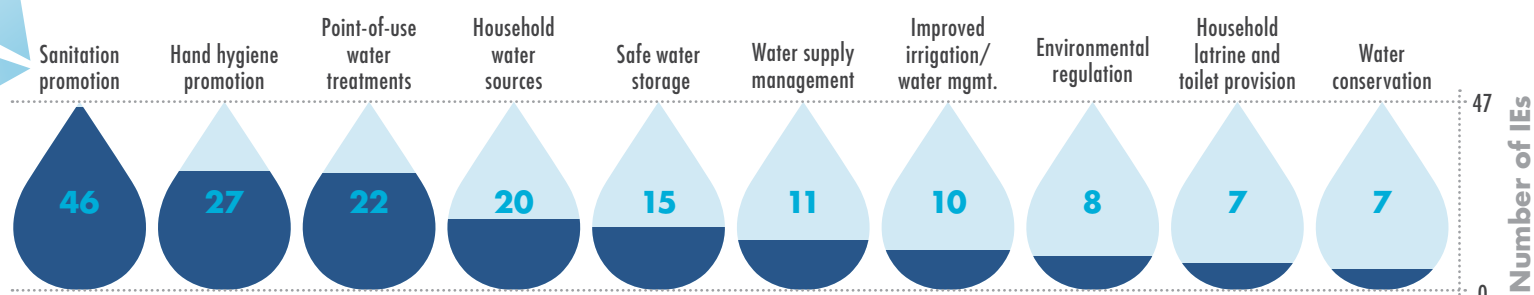 Sanitation
promotion
Hand hygiene
promotion
Point-of-use
water
treatments
Household
water
sources
Safe water
storage
Water supply
management
Improved
irrigation/
water mgmt.
Environmental
regulation
Household
latrine and
toilet provision
Water
conservation
47
46
27
22
20
15
11
10
8
7
7
0
Number of IEs